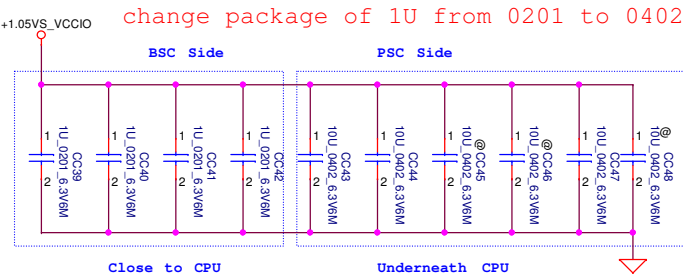 change package of 1U from 0201 to 0402
+1.05VS_VCCIO
BSC Side
PSC Side
1
2
CC39
1U_0201_6.3V6M
1
2
CC40
1U_0201_6.3V6M
1
2
CC41
1U_0201_6.3V6M
1
2
CC42
1U_0201_6.3V6M
1
2
CC43
10U_0402_6.3V6M
1
2
CC44
10U_0402_6.3V6M
1
2
@CC45
10U_0402_6.3V6M
1
2
@CC46
10U_0402_6.3V6M
1
2
CC47
10U_0402_6.3V6M
1
2
@
CC48
10U_0402_6.3V6M
Close to CPU
Underneath CPU